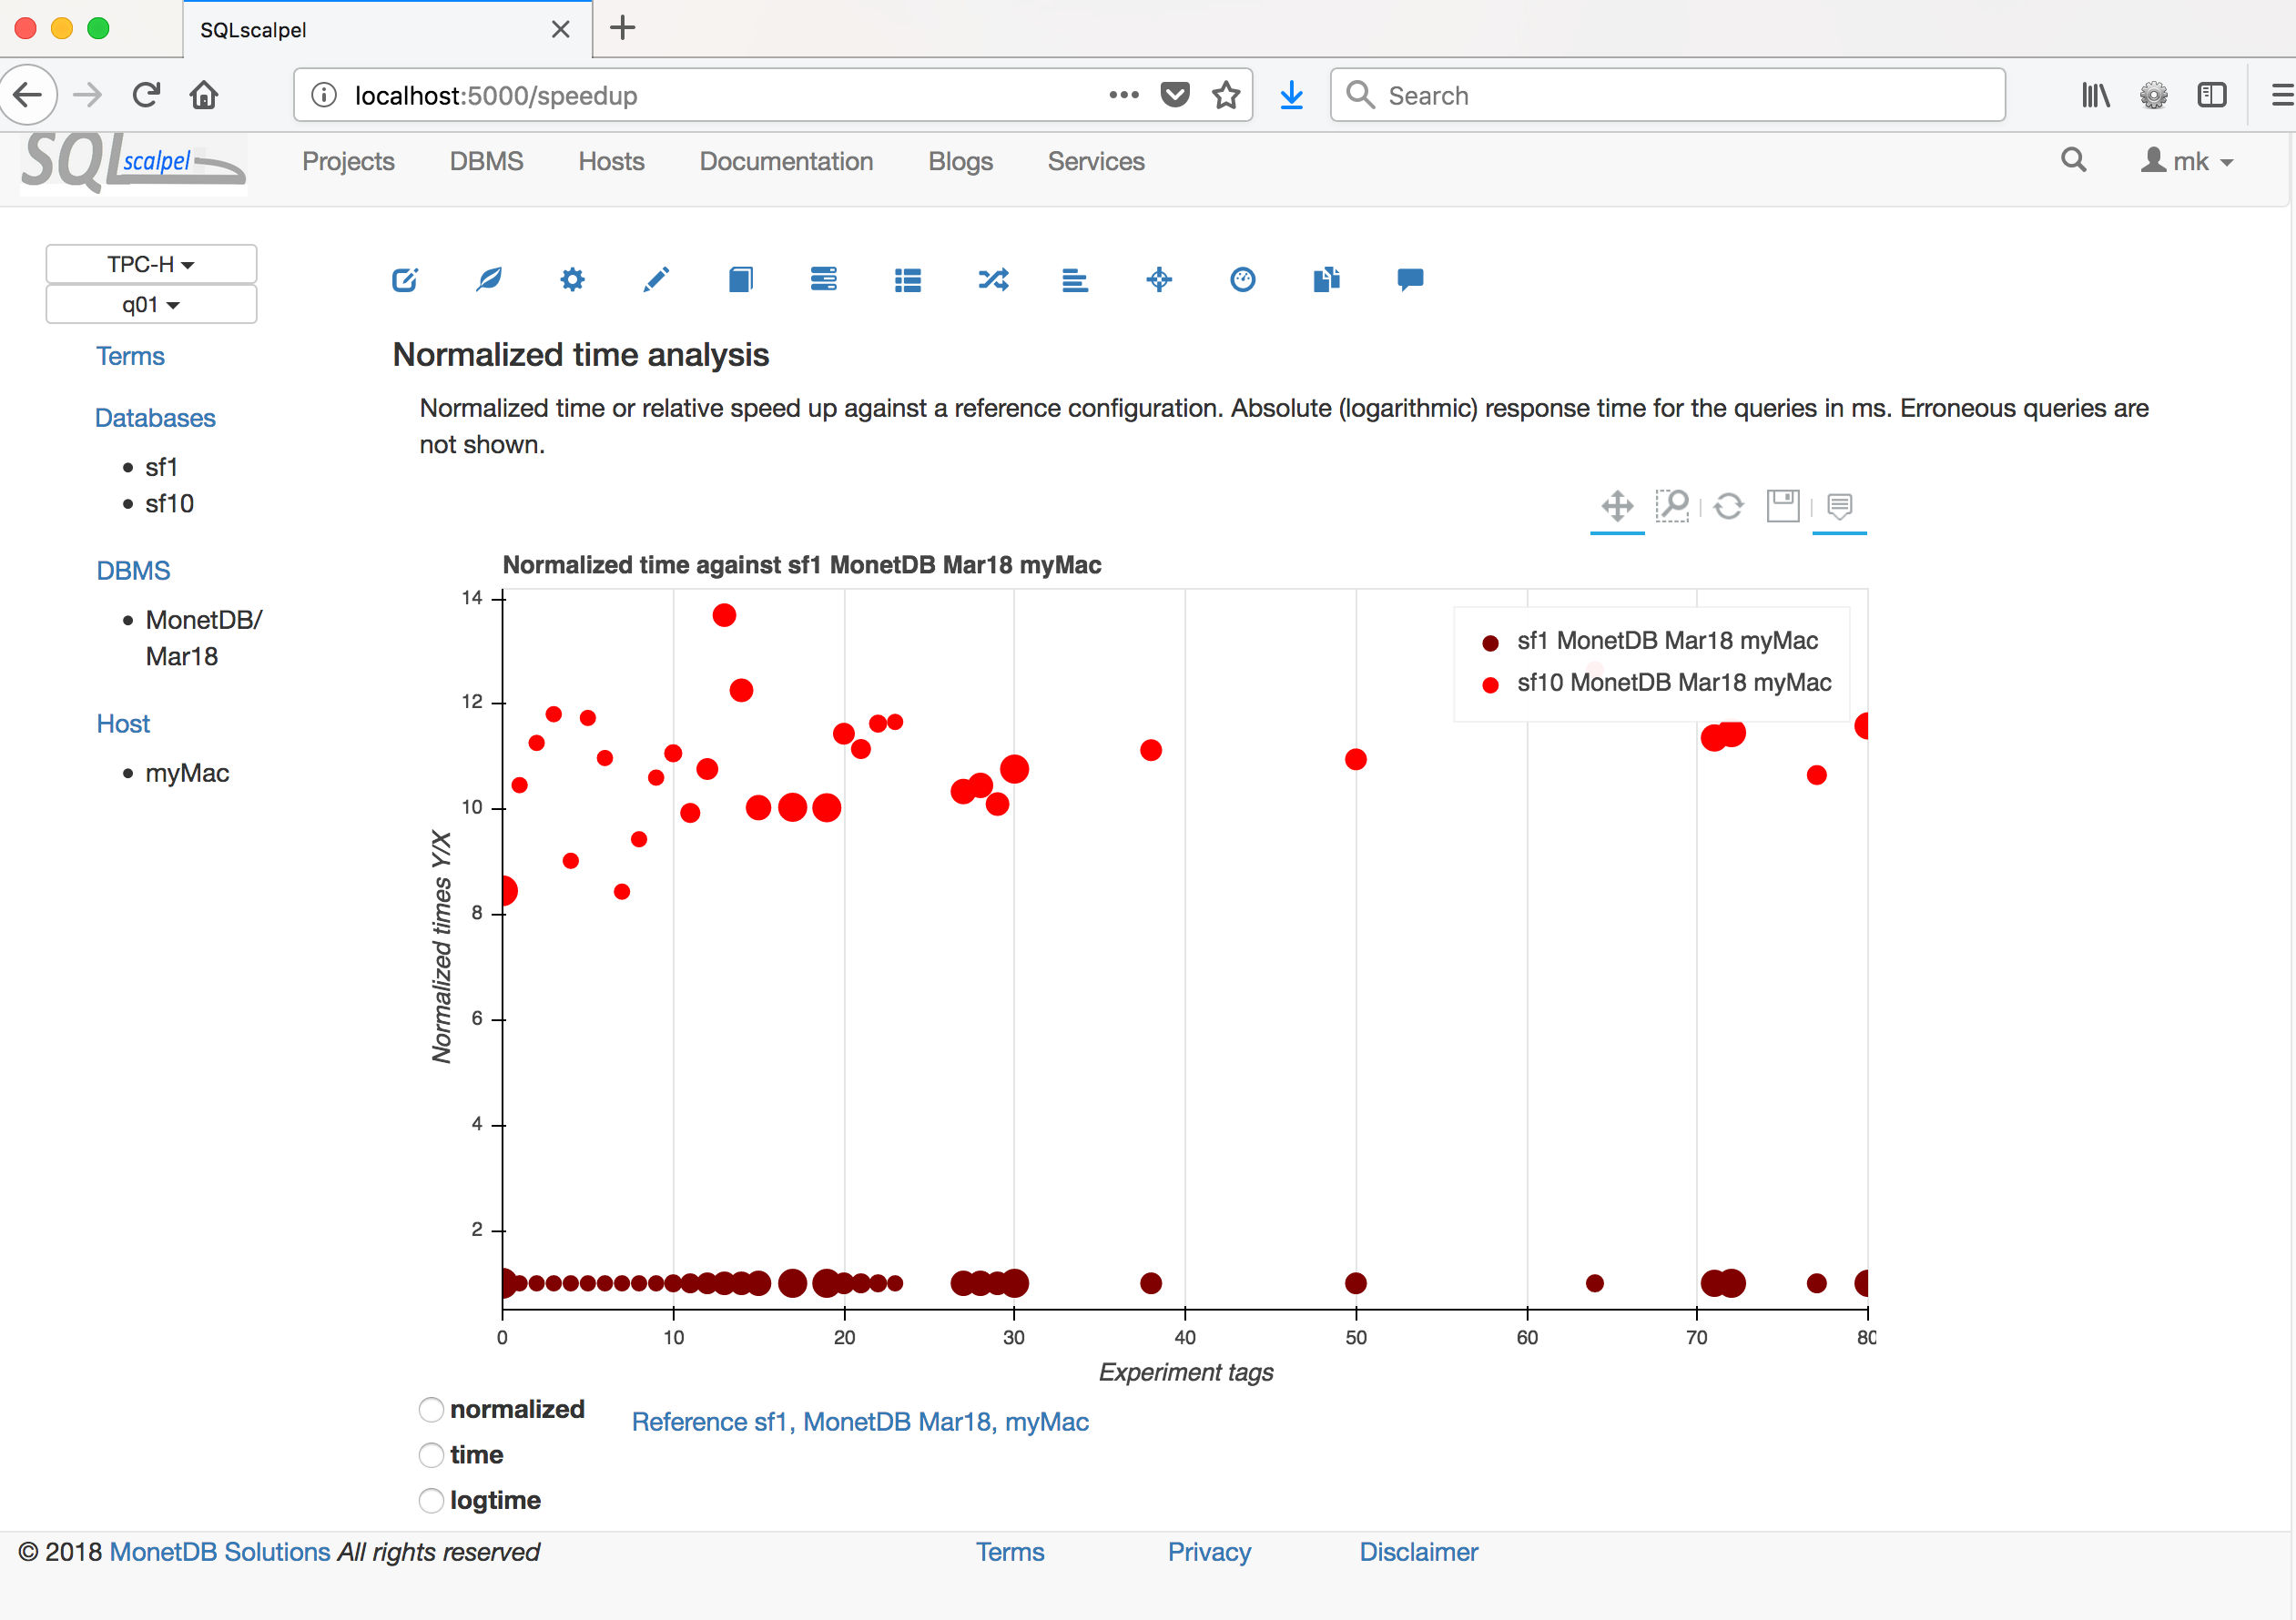 SQLscalpel
localhost:5000/speedup
Search
SQLscalpel
Projects DBMS Hosts Documentation Blogs Services mk
TPC-H
q01
Terms
Databases
sf1
sf10
DBMS
MonetDB/
Mar18
Host
myMac
Normalized time analysis
Normalized time or relative speed up against a reference configuration. Absolute (logarithmic) response time for the queries in ms. Erroneous queries are
not shown.
Normalized time against sf1 MonetDB Mar18 myMac
sf1 MonetDB Mar18 myMac
sf10 MonetDB Mar18 myMac
14
12
10
8
6
4
2
Normalized times Y/X
0 10 20 30 40 50 60 70 80
Experiment tags
normalized
time
logtime
Reference sf1, MonetDB Mar18, myMac
© 2018 MonetDB Solutions All rights reserved Terms Privacy Disclaimer